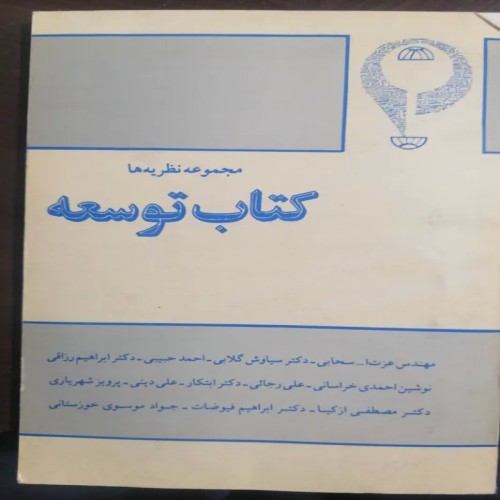 مجموعه نظریه‌ها
کتاب توسعه
مهندس عزت‌ا... سحابی - دکتر سیاوش گلابی - احمد حبیبی - دکتر ابراهیم رزاقی
نوشین احمدی خراسانی - علی رجائی - دکتر ابتکار - علی دینی - پرویز شهریاری
دکتر مصطفی ازکیا - دکتر ابراهیم فیوضات - جواد موسوی خوزستانی